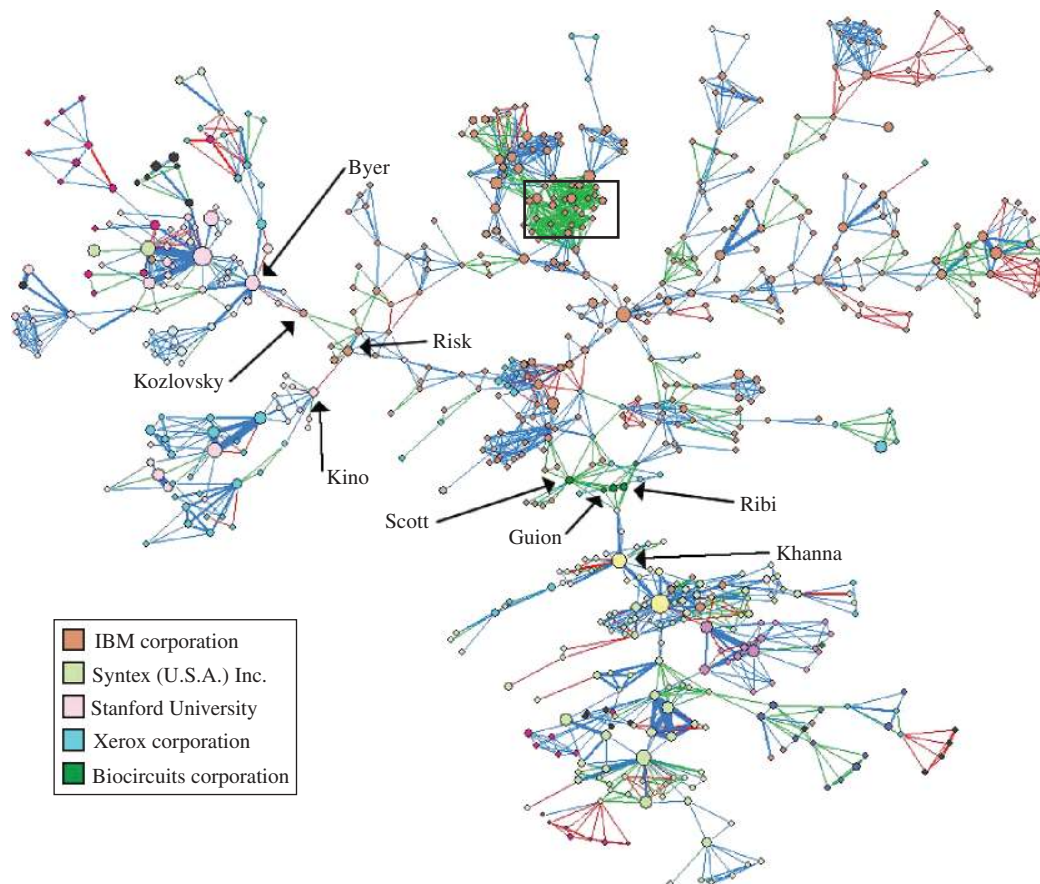 Byer
Risk
Kozlovsky
Kino
Scott
Ribi
Guion
Khanna
IBM corporation
Syntex (U.S.A.) Inc.
Stanford University
Xerox corporation
Biocircuits corporation